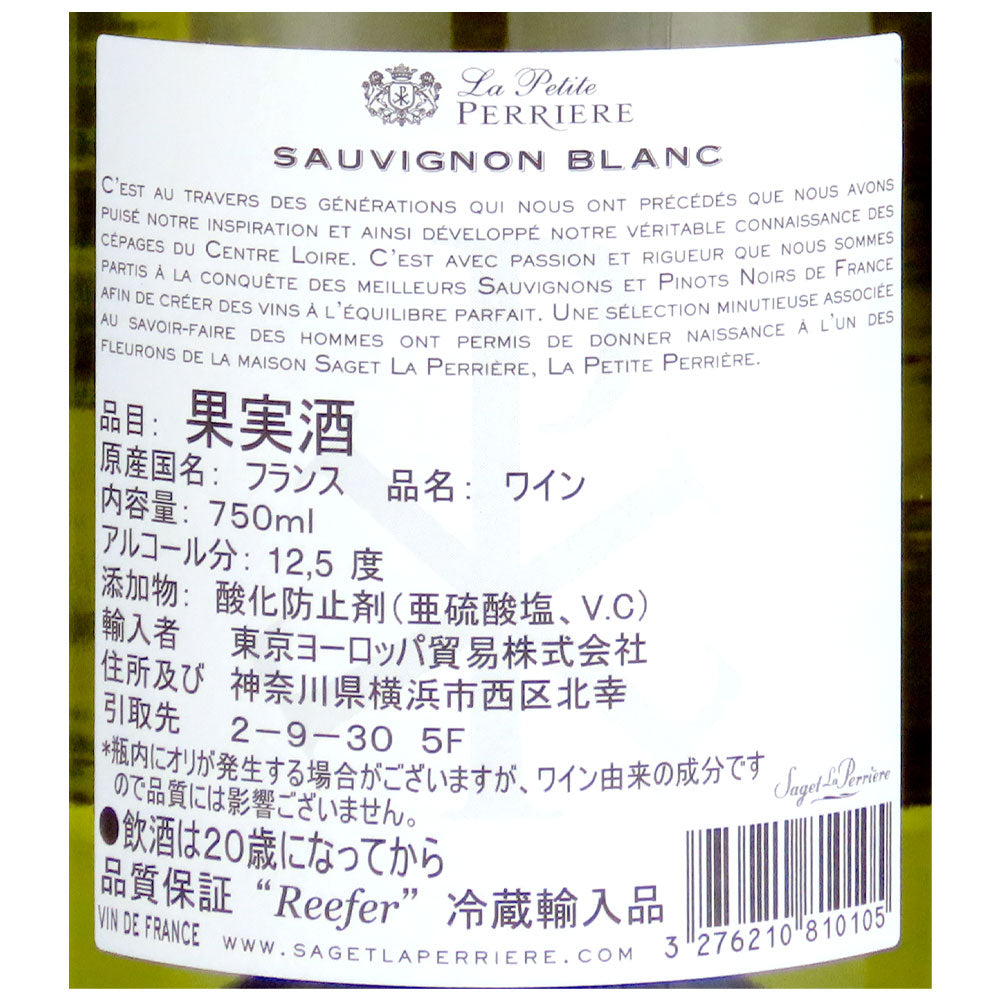 La Petite
PERRIERE
SAUVIGNON BLANC
C'EST AU TRAVERS DES GÉNÉRATIONS QUI NOUS ONT PRÉCÉDÉS QUE NOUS AVONS
PUISÉ NOTRE INSPIRATION ET AINSI DÉVELOPPÉ NOTRE VÉRITABLE CONNAISSANCE DES
CÉPAGES DU CENTRE LOIRE. C'EST AVEC PASSION ET RIGUEUR QUE NOUS SOMMES
PARTIS À LA CONQUÊTE DES MEILLEURS SAUVIGNONS ET PINOTS NOIRS DE FRANCE
AFIN DE CRÉER DES VINS À L'ÉQUILIBRE PARFAIT. UNE SÉLECTION MINUTIEUSE ASSOCIÉE
AU SAVOIR-FAIRE DES HOMMES ONT PERMIS DE DONNER NAISSANCE À L'UN DES
FLEURONS DE LA MAISON SAGET LA PERRIÈRE, LA PETITE PERRIÈRE.
品目: 果実酒
原産国名: フランス 品名: ワイン
内容量: 750ml
アルコール分: 12,5 度
添加物: 酸化防止剤(亜硫酸塩、V.C)
輸入者 東京ヨーロッパ貿易株式会社
住所及び 神奈川県横浜市西区北幸
引取先 2-9-30 5F
*瓶内にオリが発生する場合がございますが、ワイン由来の成分です
ので品質には影響ございません。
Saget La Perrière
●飲酒は20歳になってから
品質保証 "Reefer" 冷蔵輸入品
VIN DE FRANCE WWW.SAGETLAPERRIERE.COM
3 276210 810105